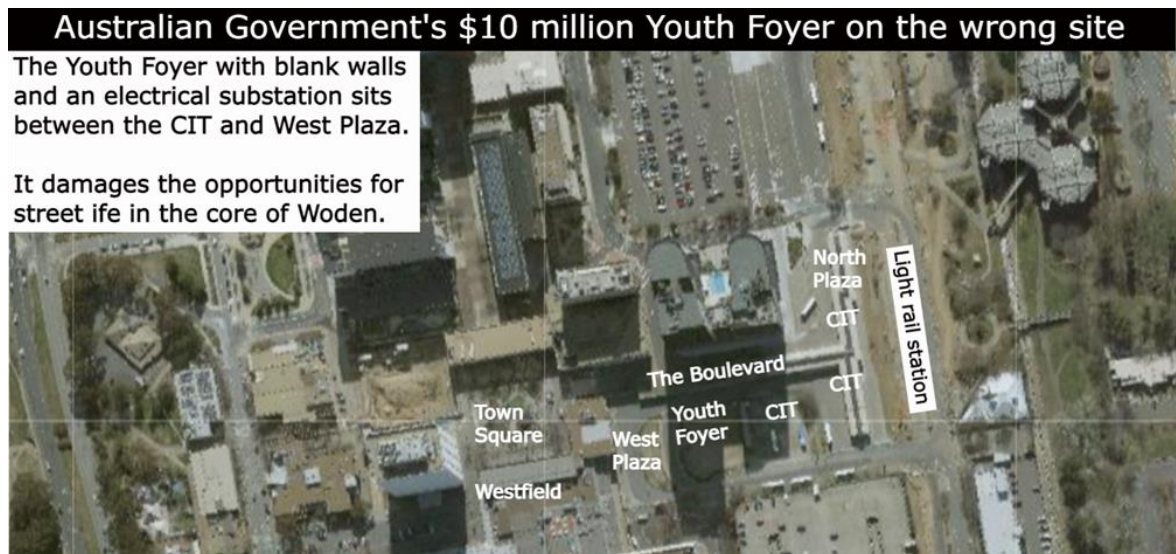 Australian Government's $10 million Youth Foyer on the wrong site
The Youth Foyer with blank walls
and an electrical substation sits
between the CIT and West Plaza.
It damages the opportunities for
street ife in the core of Woden.
North
Plaza
CIT
Light rail station
The Boulevard
CIT
Town
Square
West
Plaza
Youth
Foyer
CIT
Westfield